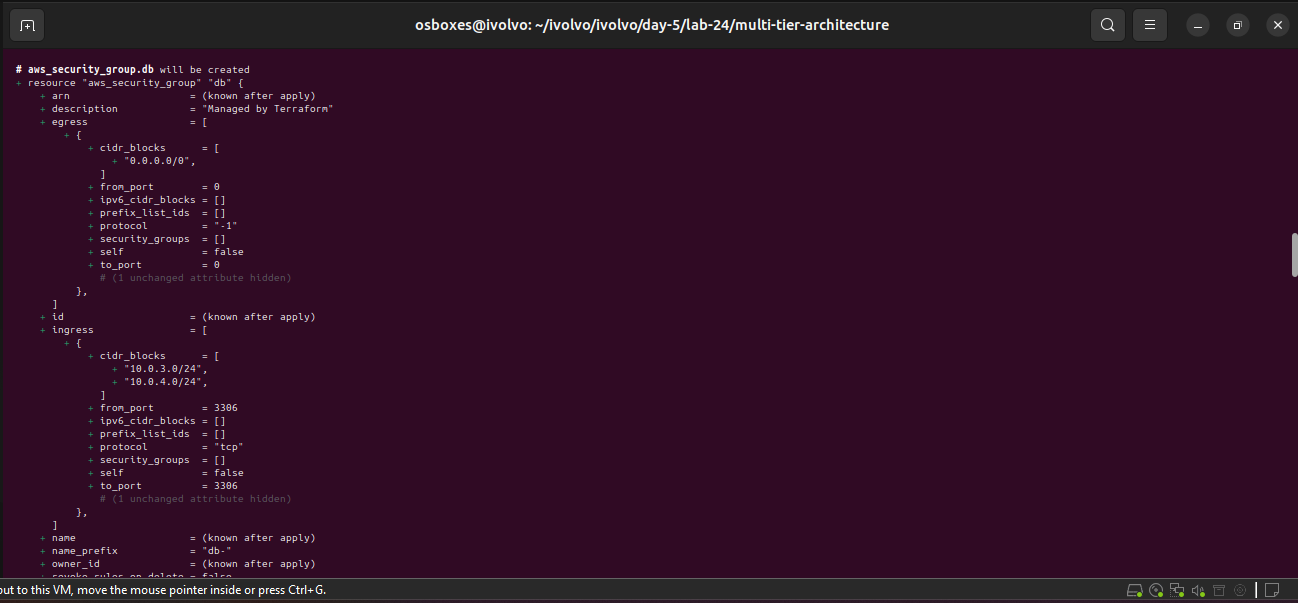 osboxes@ivolvo: ~/ivolvo/ivolvo/day-5/lab-24/multi-tier-architecture
# aws_security_group.db will be created
+ resource "aws_security_group" "db" {
+ arn = (known after apply)
+ description = "Managed by Terraform"
+ egress = [
+ {
+ cidr_blocks = [
+ "0.0.0.0/0",
]
+ from_port = 0
+ ipv6_cidr_blocks = []
+ prefix_list_ids = []
+ protocol = "-1"
+ security_groups = []
+ self = false
+ to_port = 0
# (1 unchanged attribute hidden)
},
]
+ id = (known after apply)
+ ingress = [
+ {
+ cidr_blocks = [
+ "10.0.3.0/24",
+ "10.0.4.0/24",
]
+ from_port = 3306
+ ipv6_cidr_blocks = []
+ prefix_list_ids = []
+ protocol = "tcp"
+ security_groups = []
+ self = false
+ to_port = 3306
# (1 unchanged attribute hidden)
},
]
+ name = (known after apply)
+ name_prefix = "db-"
+ owner_id = (known after apply)
+ revoke_rules_on_delete = false
put to this VM, move the mouse pointer inside or press Ctrl+G.